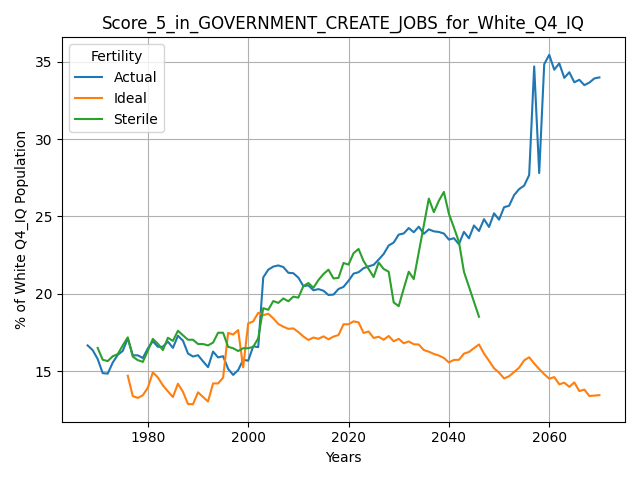 Score_5_in_GOVERNMENT_CREATE_JOBS_for_White_Q4_IQ
Fertility
Actual
Ideal
Sterile
% of White Q4_IQ Population
35
30
25
20
15
1980
2000
2020
2040
2060
Years